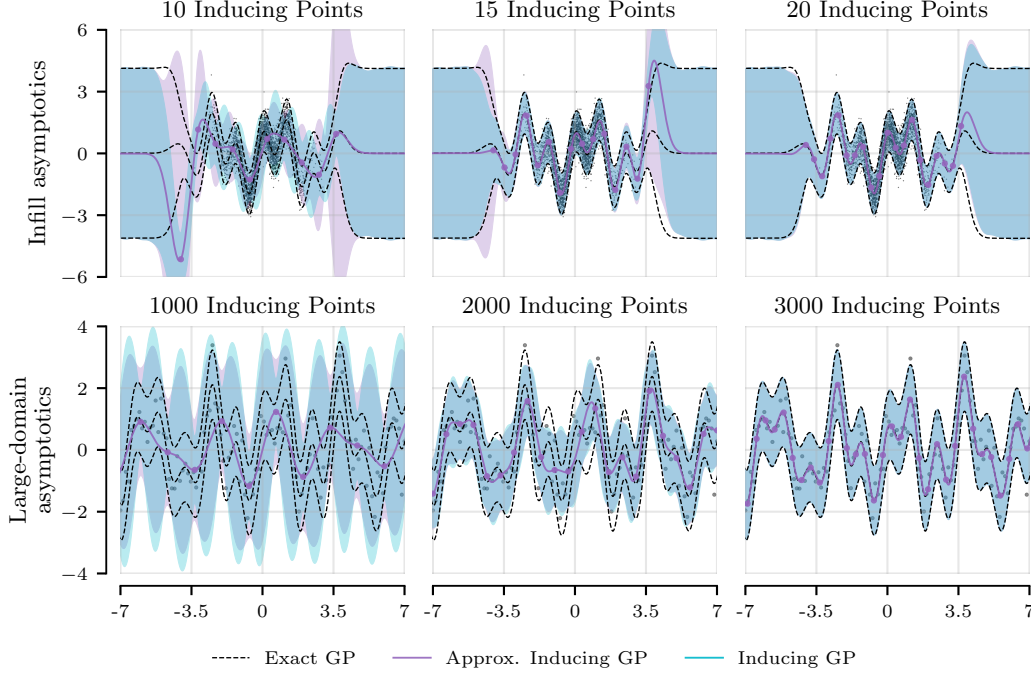 10 Inducing Points
15 Inducing Points
20 Inducing Points
Infill asymptotics
6
3
0
−3
−6
1000 Inducing Points
2000 Inducing Points
3000 Inducing Points
Large-domain
asymptotics
4
2
0
−2
−4
-7 -3.5 0 3.5 7
-7 -3.5 0 3.5 7
-7 -3.5 0 3.5 7
Exact GP
Approx. Inducing GP
Inducing GP